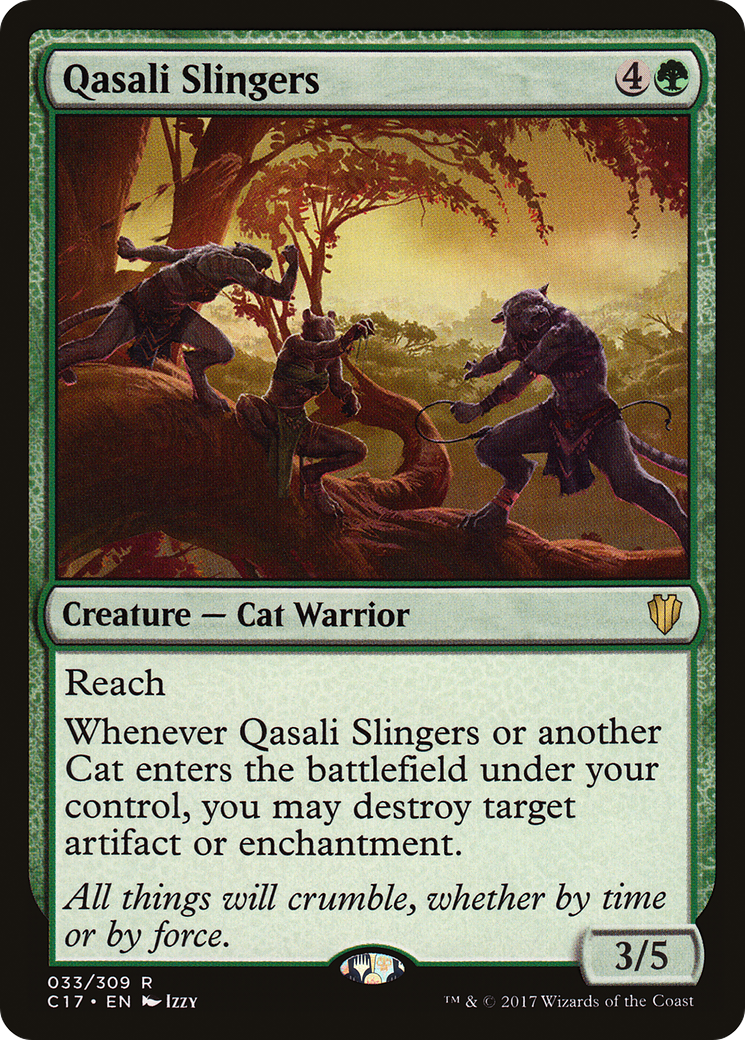 Qasali Slingers 4
Creature — Cat Warrior
Reach
Whenever Qasali Slingers or another
Cat enters the battlefield under your
control, you may destroy target
artifact or enchantment.
All things will crumble, whether by time
or by force.
3/5
033/309 R
C17 • EN Izzy
™ & © 2017 Wizards of the Coast